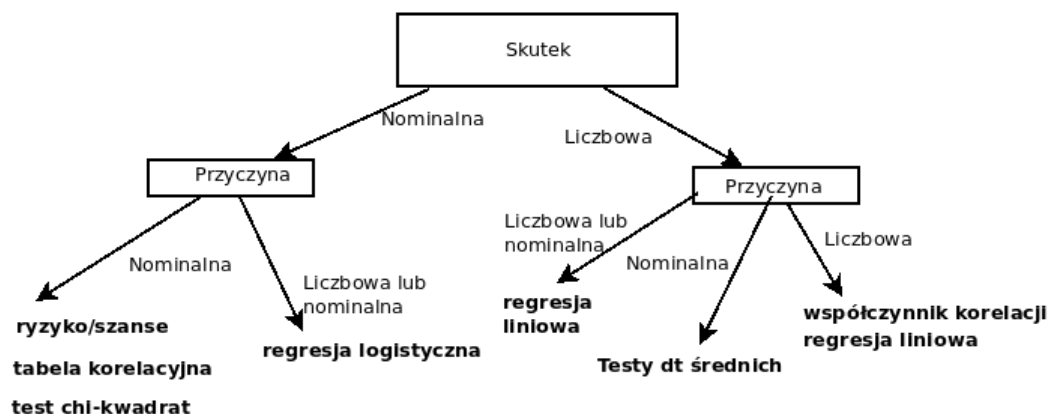 Skutek
Nominalna
Liczbowa
Przyczyna
Przyczyna
Nominalna
Liczbowa lub
nominalna
Liczbowa lub
nominalna
Nominalna
Liczbowa
ryzyko/szanse
tabela korelacyjna
test chi-kwadrat
regresja logistyczna
regresja
liniowa
Testy dt średnich
współczynnik korelacji
regresja liniowa